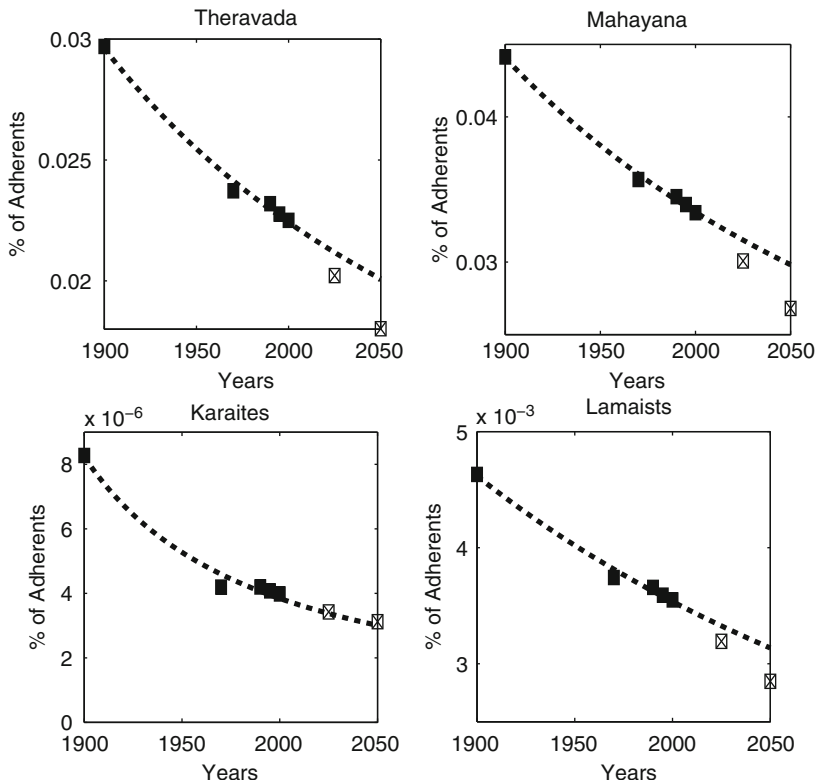 Theravada
% of Adherents
0.03
0.025
0.02
1900 1950 2000 2050
Years
Mahayana
% of Adherents
0.04
0.03
1900 1950 2000 2050
Years
x 10⁻⁶
Karaites
% of Adherents
8
6
4
2
0
1900 1950 2000 2050
Years
x 10⁻³
Lamaists
% of Adherents
5
4
3
1900 1950 2000 2050
Years